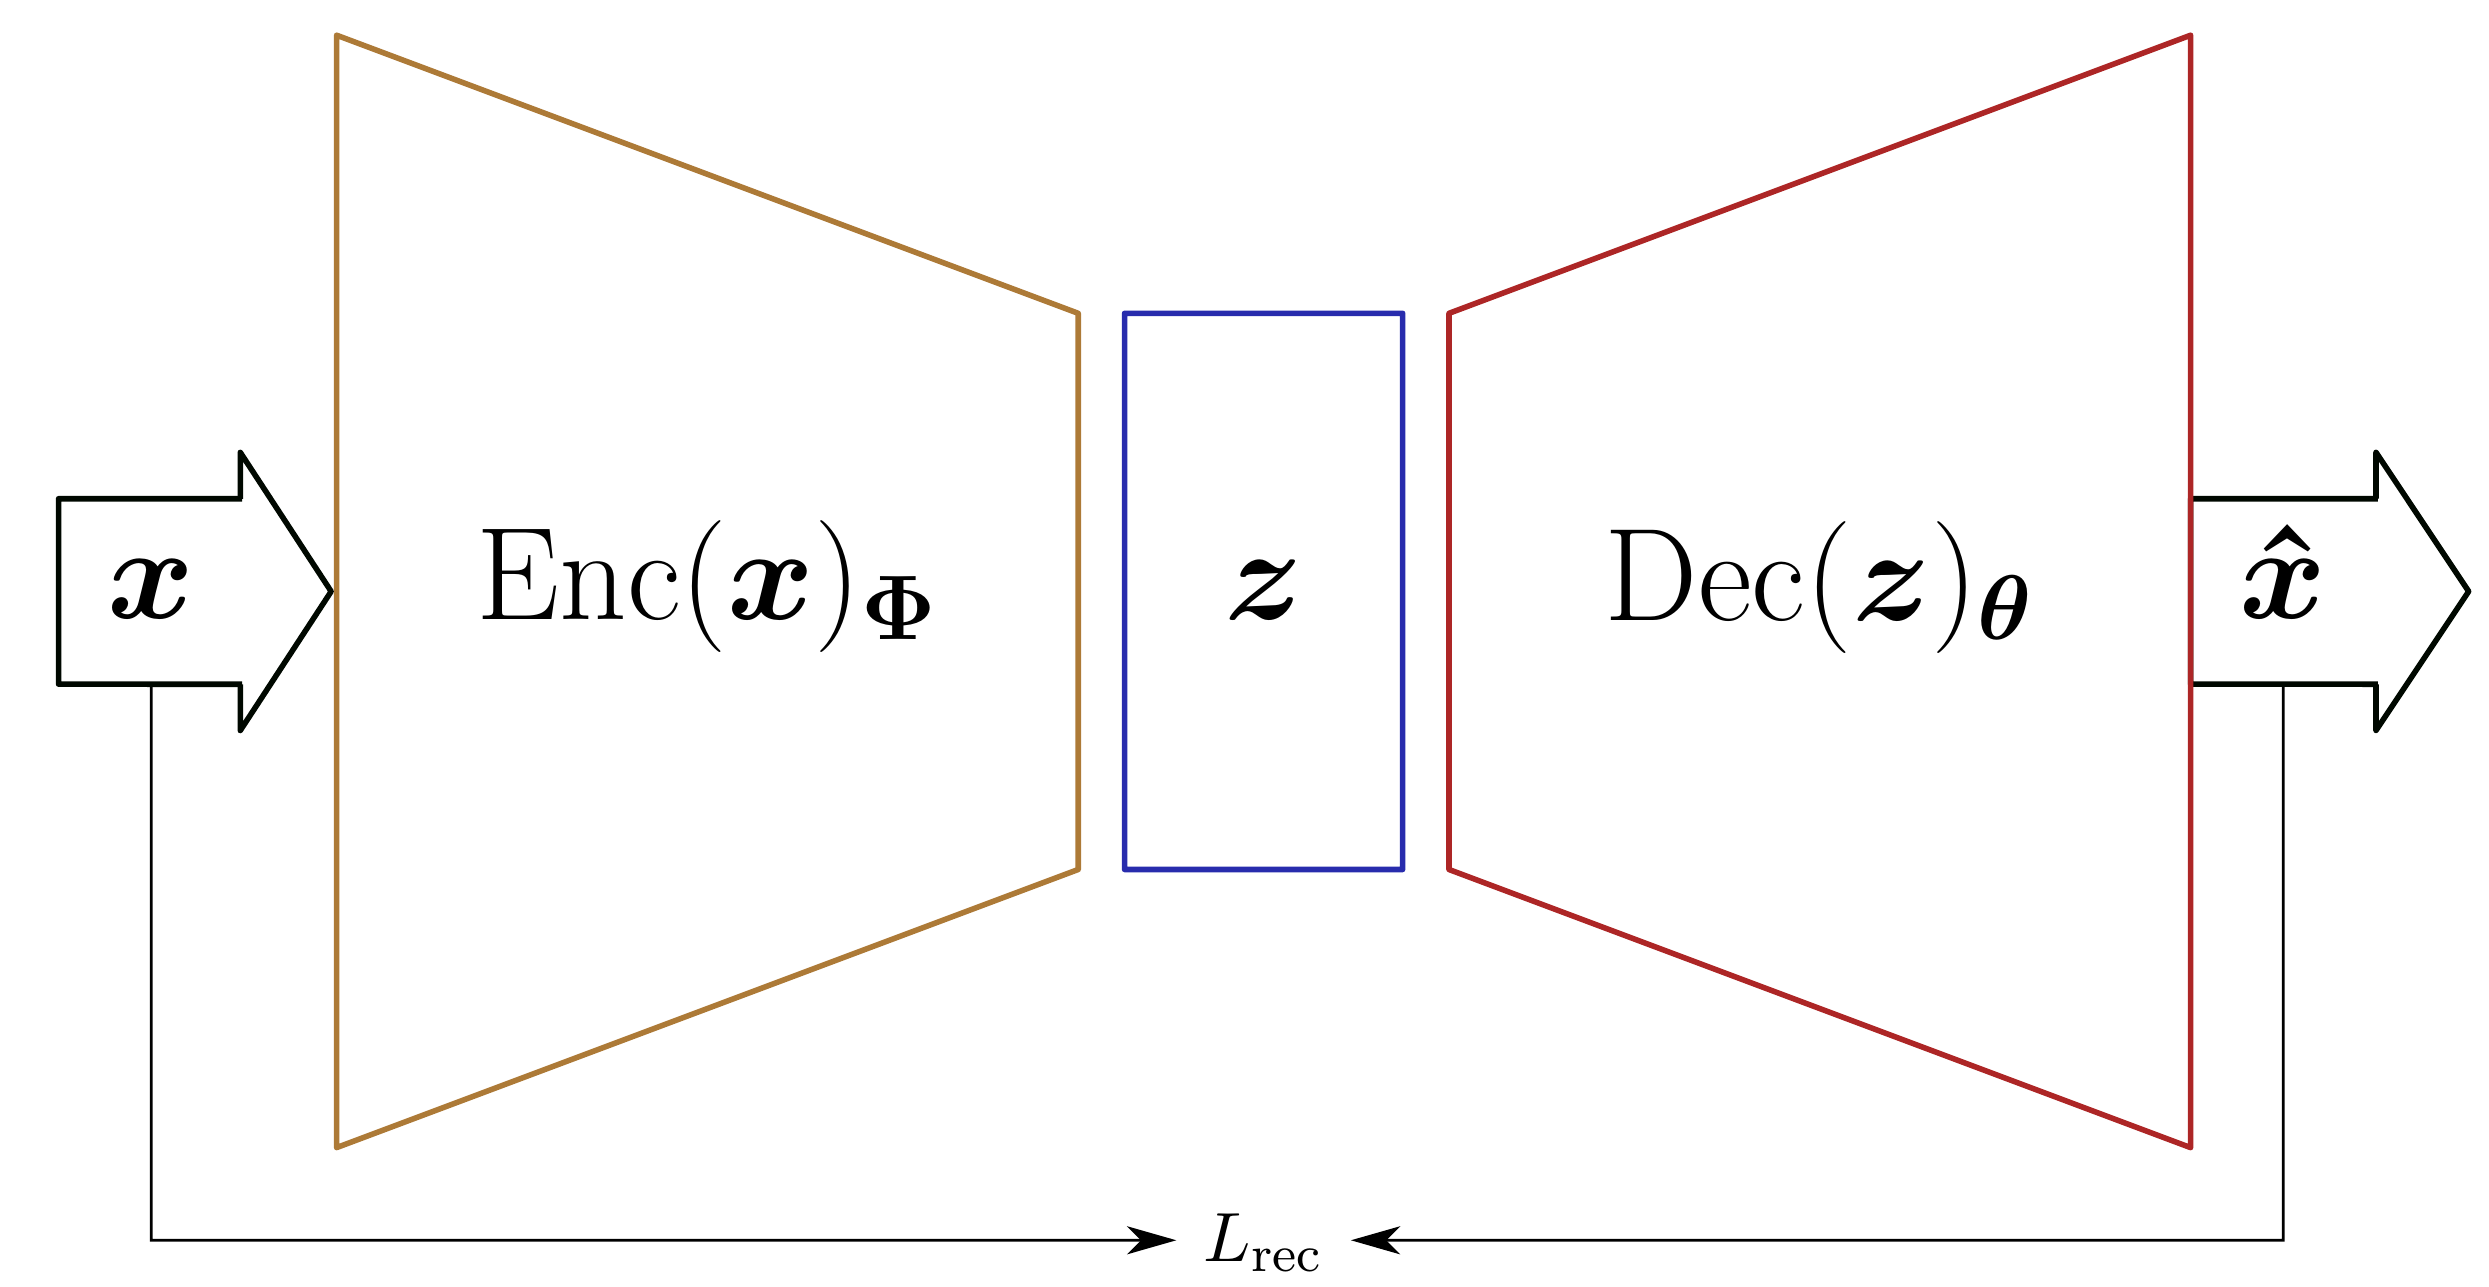 x
Enc(x)Φ
z
Dec(z)θ
x̂
Lrec